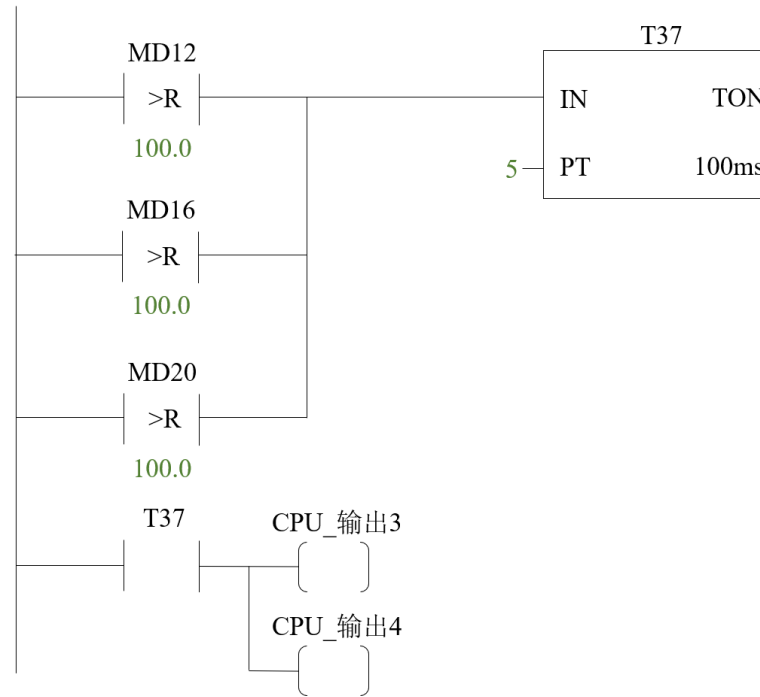 T37
MD12
>R
IN
TON
100.0
5
PT
100ms
MD16
>R
100.0
MD20
>R
100.0
T37
CPU_输出3
CPU_输出4